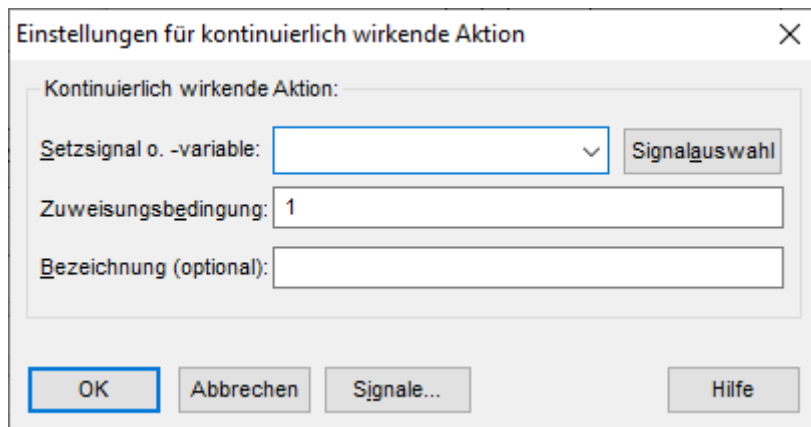 Einstellungen für kontinuierlich wirkende Aktion
Kontinuierlich wirkende Aktion:
Setzsignal o. -variable:
Signalauswahl
Zuweisungsbedingung: 1
Bezeichnung (optional):
OK Abbrechen Signale... Hilfe